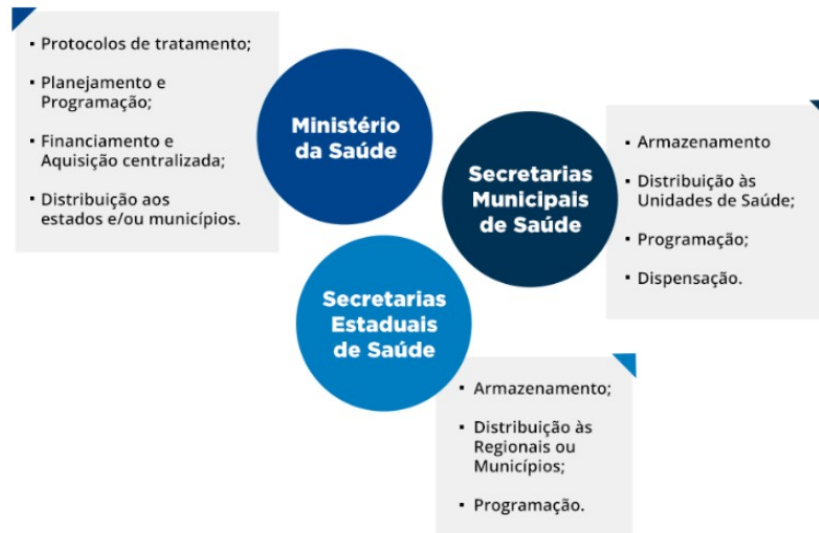 ▪ Protocolos de tratamento;
▪ Planejamento e
Programação;
▪ Financiamento e
Aquisição centralizada;
▪ Distribuição aos
estados e/ou municípios.
Ministério
da Saúde
Secretarias
Municipais
de Saúde
▪ Armazenamento
▪ Distribuição às
Unidades de Saúde;
▪ Programação;
▪ Dispensação.
Secretarias
Estaduais
de Saúde
▪ Armazenamento;
▪ Distribuição às
Regionais ou
Municípios;
▪ Programação.